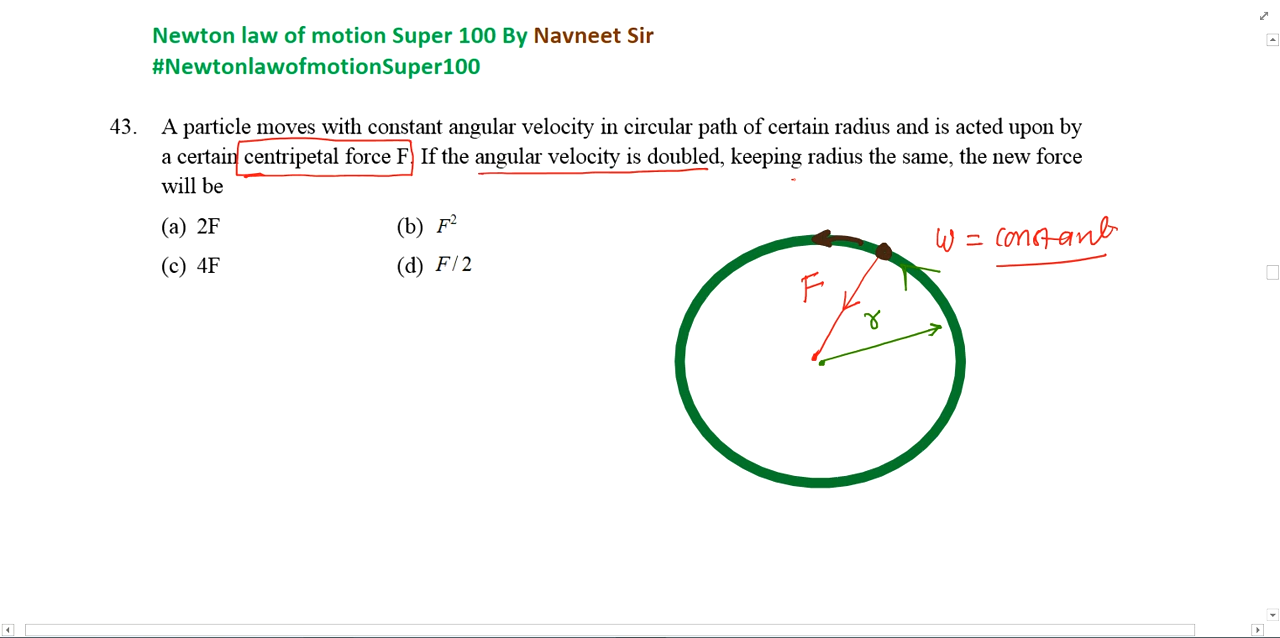 Newton law of motion Super 100 By Navneet Sir
#NewtonlawofmotionSuper100
43. A particle moves with constant angular velocity in circular path of certain radius and is acted upon by
a certain centripetal force F. If the angular velocity is doubled, keeping radius the same, the new force
will be
(a) 2F (b) F²
(c) 4F (d) F/2
ω = constant
F
r